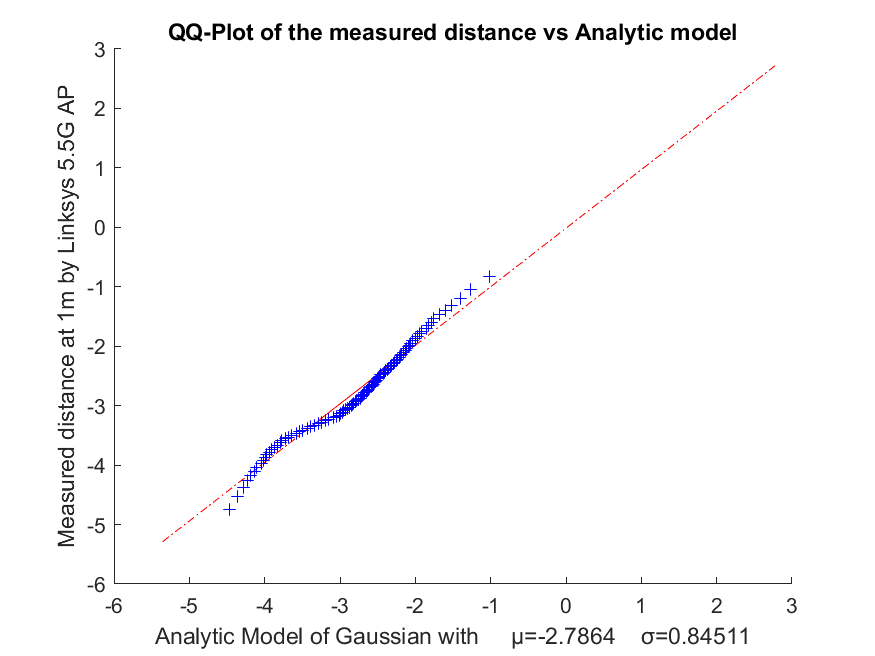 QQ-Plot of the measured distance vs Analytic model
Measured distance at 1m by Linksys 5.5G AP
3
2
1
0
-1
-2
-3
-4
-5
-6
-6 -5 -4 -3 -2 -1 0 1 2 3
Analytic Model of Gaussian with μ=-2.7864 σ=0.84511